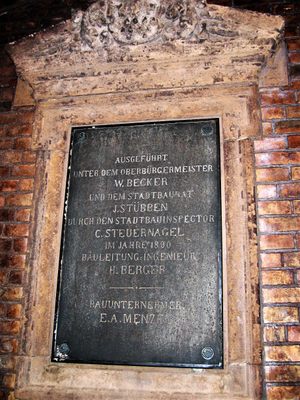 AUSGEFÜHRT
UNTER DEM OBERBÜRGERMEISTER
W. BECKER
UND DEM STADTBAURAT
J. STÜBBEN
DURCH DEN STADTBAUINSPECTOR
C. STEUERNAGEL
IM JAHRE 1890
BAULEITUNG: INGENIEUR
H. BERGER
BAUUNTERNEHMER
E. A. MENZEL